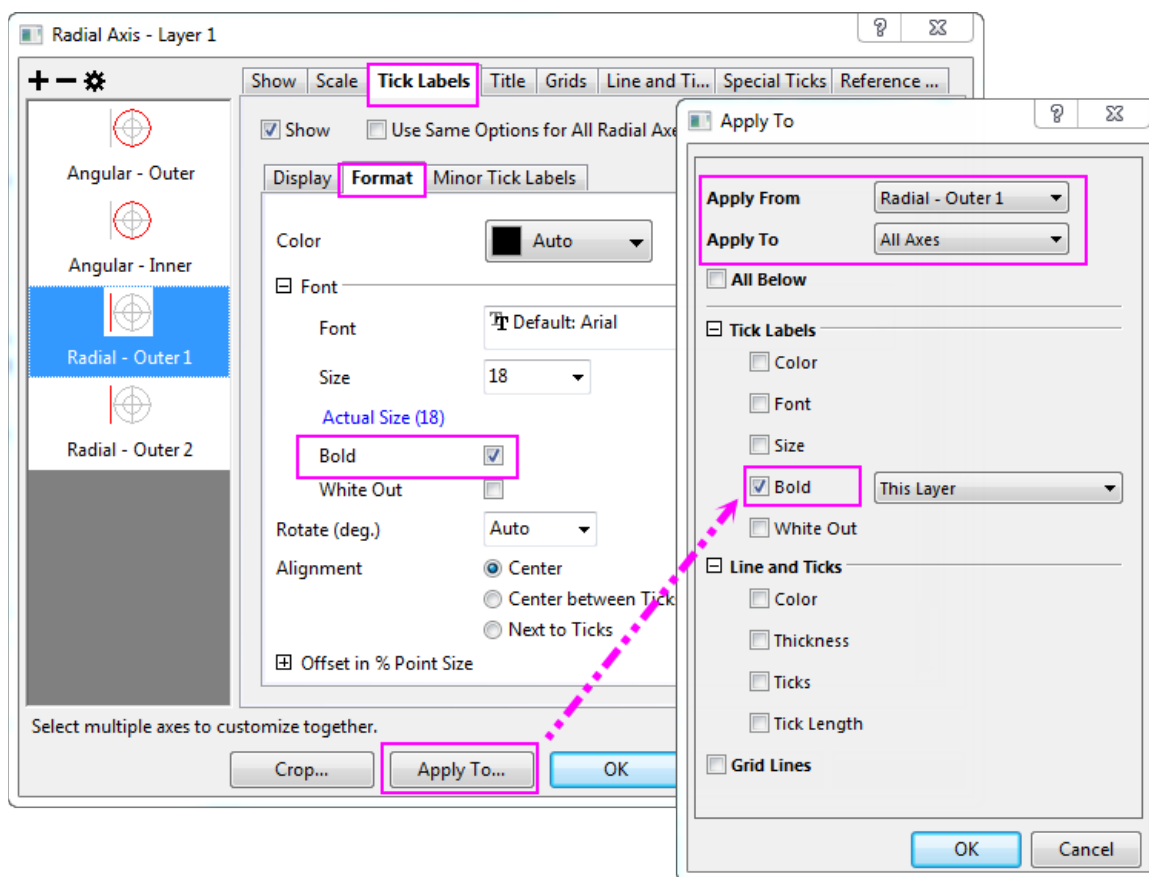 Radial Axis - Layer 1
Show Scale Tick Labels Title Grids Line and Ti... Special Ticks Reference ...
Angular - Outer
Angular - Inner
Radial - Outer 1
Radial - Outer 2
Show Use Same Options for All Radial Axe
Display Format Minor Tick Labels
Color Auto
Font
Font Default: Arial
Size 18
Actual Size (18)
Bold
White Out
Rotate (deg.) Auto
Alignment Center
Center between Tick
Next to Ticks
Offset in % Point Size
Select multiple axes to customize together.
Crop... Apply To... OK
Apply To
Apply From Radial - Outer 1
Apply To All Axes
All Below
Tick Labels
Color
Font
Size
Bold This Layer
White Out
Line and Ticks
Color
Thickness
Ticks
Tick Length
Grid Lines
OK Cancel